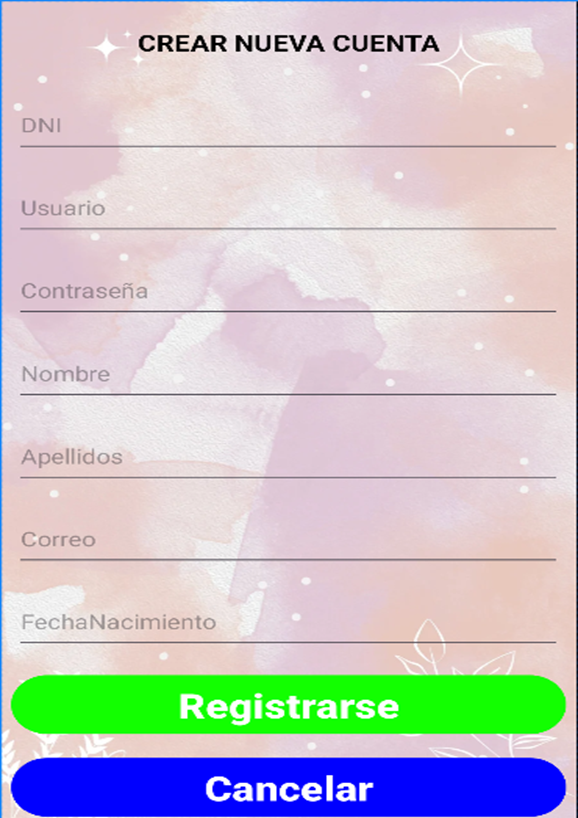 CREAR NUEVA CUENTA
DNI
Usuario
Contraseña
Nombre
Apellidos
Correo
FechaNacimiento
Registrarse
Cancelar